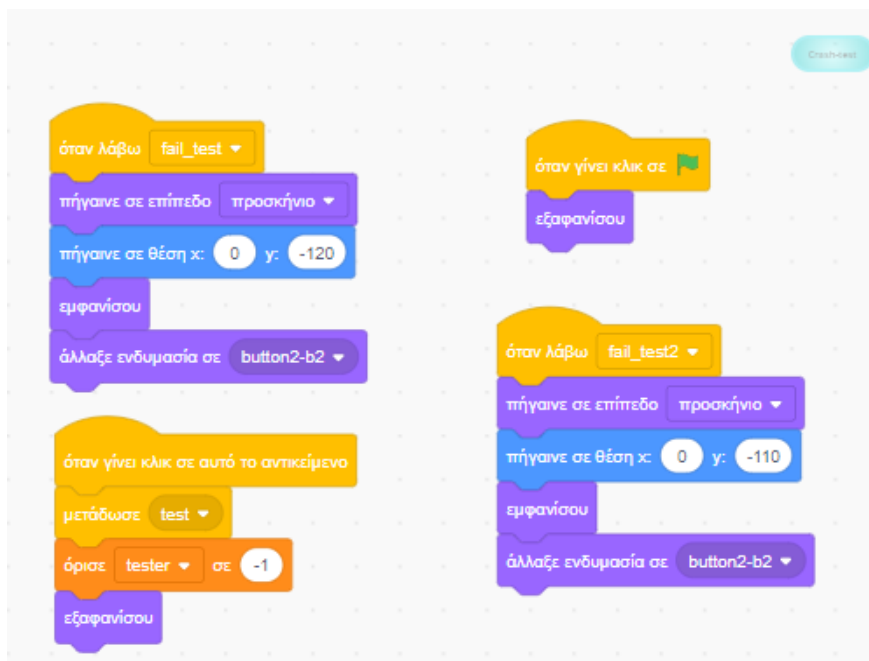 Crash-test
όταν λάβω fail_test
πήγαινε σε επίπεδο προσκήνιο
πήγαινε σε θέση x: 0 y: -120
εμφανίσου
άλλαξε ενδυμασία σε button2-b2
όταν γίνει κλικ σε
εξαφανίσου
όταν γίνει κλικ σε αυτό το αντικείμενο
μετάδωσε test
όρισε tester σε -1
εξαφανίσου
όταν λάβω fail_test2
πήγαινε σε επίπεδο προσκήνιο
πήγαινε σε θέση x: 0 y: -110
εμφανίσου
άλλαξε ενδυμασία σε button2-b2